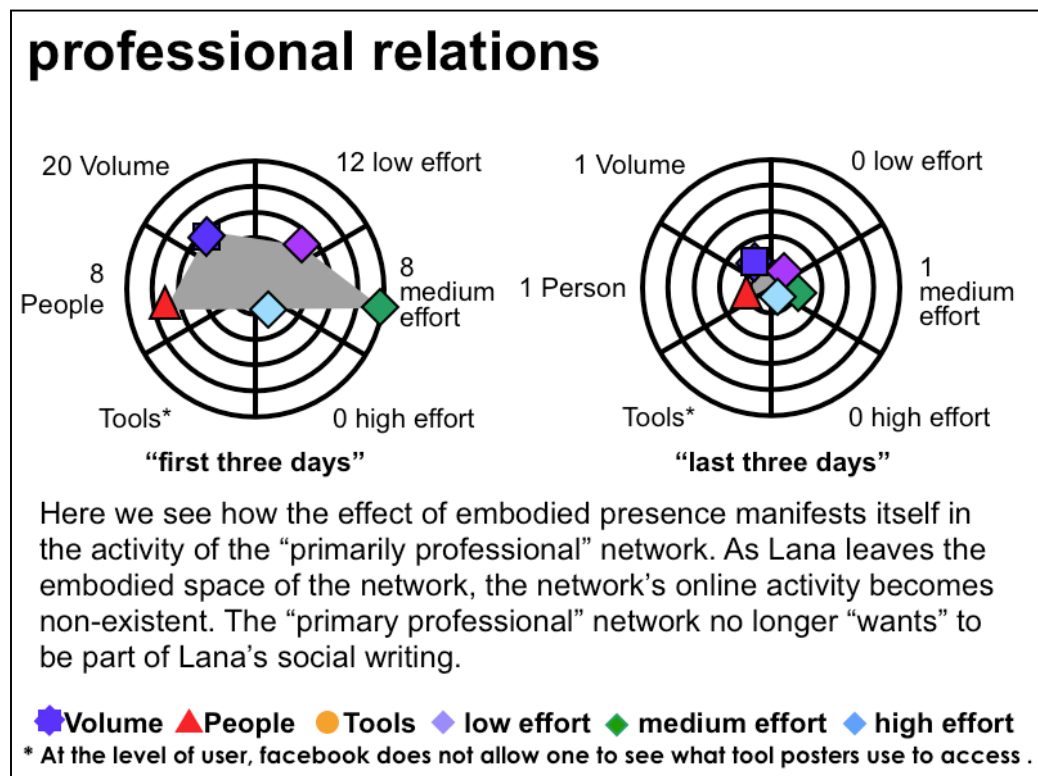 professional relations
20 Volume
12 low effort
8
People
8
medium
effort
Tools*
0 high effort
“first three days”
1 Volume
0 low effort
1 Person
1
medium
effort
Tools*
0 high effort
“last three days”
Here we see how the effect of embodied presence manifests itself in
the activity of the “primarily professional” network. As Lana leaves the
embodied space of the network, the network’s online activity becomes
non-existent. The “primary professional” network no longer “wants” to
be part of Lana’s social writing.
Volume People Tools low effort medium effort high effort
* At the level of user, facebook does not allow one to see what tool posters use to access .